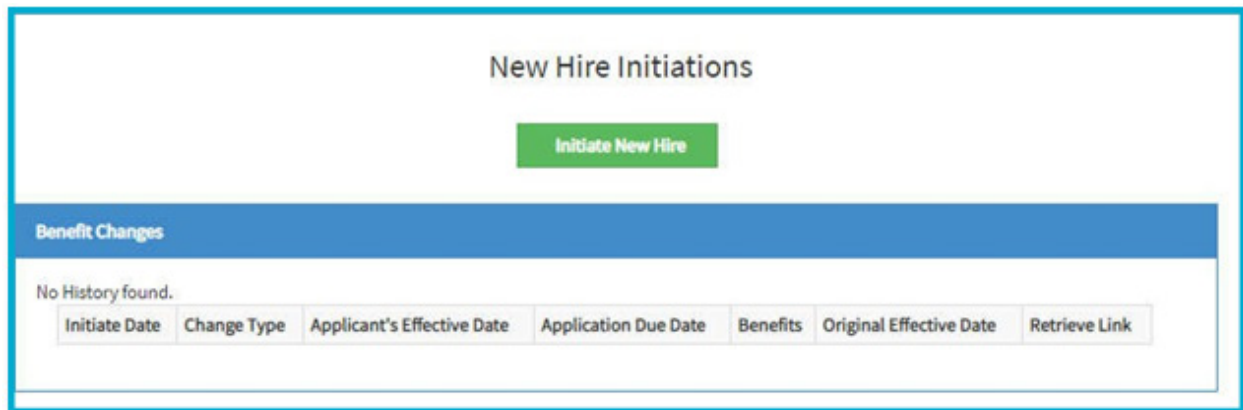 New Hire Initiations
Initiate New Hire
Benefit Changes
No History found.
Initiate Date Change Type Applicant's Effective Date Application Due Date Benefits Original Effective Date Retrieve Link